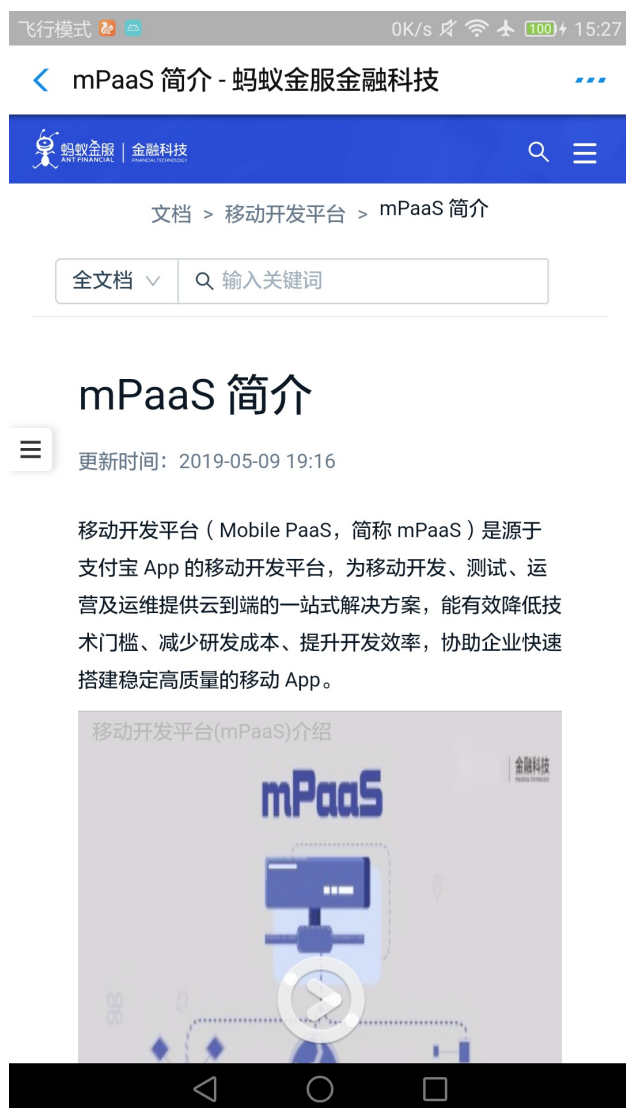 飞行模式 0K/s 100 15:27
mPaaS 简介 - 蚂蚁金服金融科技
蚂蚁金服 金融科技
ANT FINANCIAL FINANCIAL TECHNOLOGY
文档 > 移动开发平台 > mPaaS 简介
全文档 输入关键词
mPaaS 简介
更新时间：2019-05-09 19:16
移动开发平台（Mobile PaaS，简称 mPaaS）是源于
支付宝 App 的移动开发平台，为移动开发、测试、运
营及运维提供云到端的一站式解决方案，能有效降低技
术门槛、减少研发成本、提升开发效率，协助企业快速
搭建稳定高质量的移动 App。
移动开发平台(mPaaS)介绍
金融科技
mPaaS